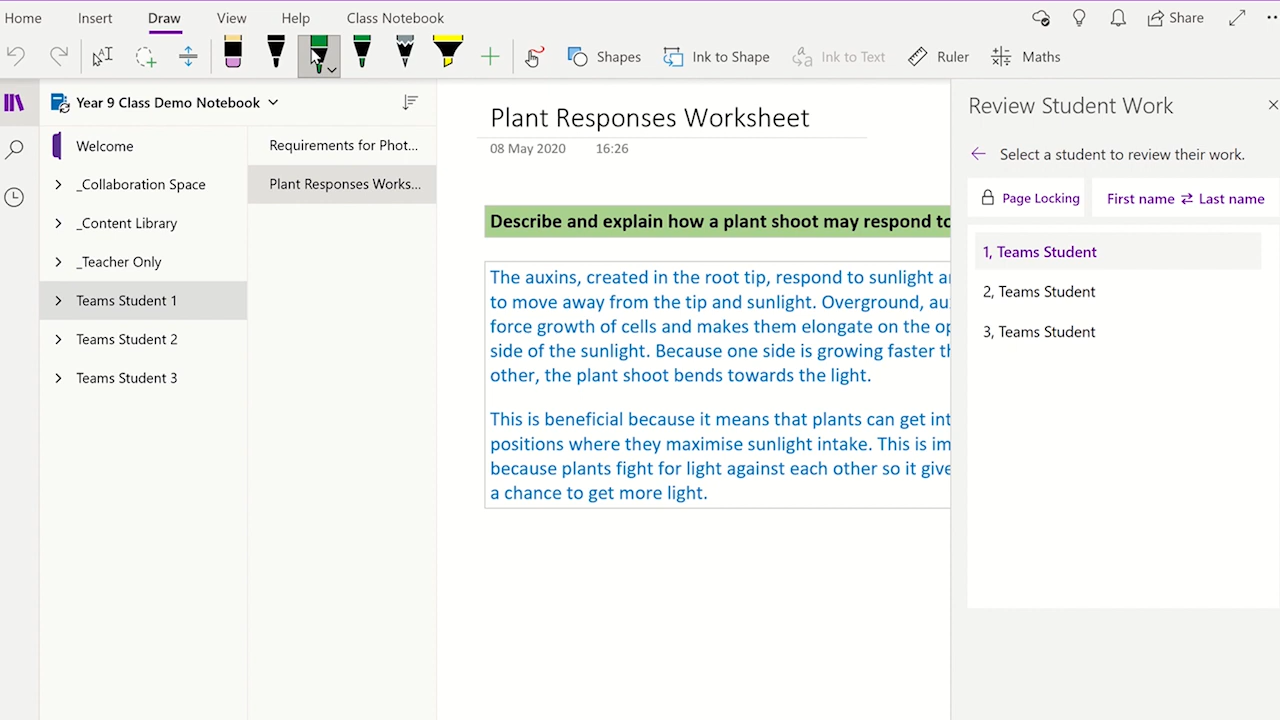 Home Insert Draw View Help Class Notebook Share
Shapes Ink to Shape Ink to Text Ruler Maths
Year 9 Class Demo Notebook
Welcome
_Collaboration Space
_Content Library
_Teacher Only
Teams Student 1
Teams Student 2
Teams Student 3
Requirements for Phot...
Plant Responses Works...
Plant Responses Worksheet
08 May 2020 16:26
Describe and explain how a plant shoot may respond to
The auxins, created in the root tip, respond to sunlight
to move away from the tip and sunlight. Overground,
force growth of cells and makes them elongate on the
side of the sunlight. Because one side is growing faster
other, the plant shoot bends towards the light.
This is beneficial because it means that plants can get
positions where they maximise sunlight intake. This is
because plants fight for light against each other so it
a chance to get more light.
Review Student Work
Select a student to review their work.
Page Locking First name Last name
1, Teams Student
2, Teams Student
3, Teams Student